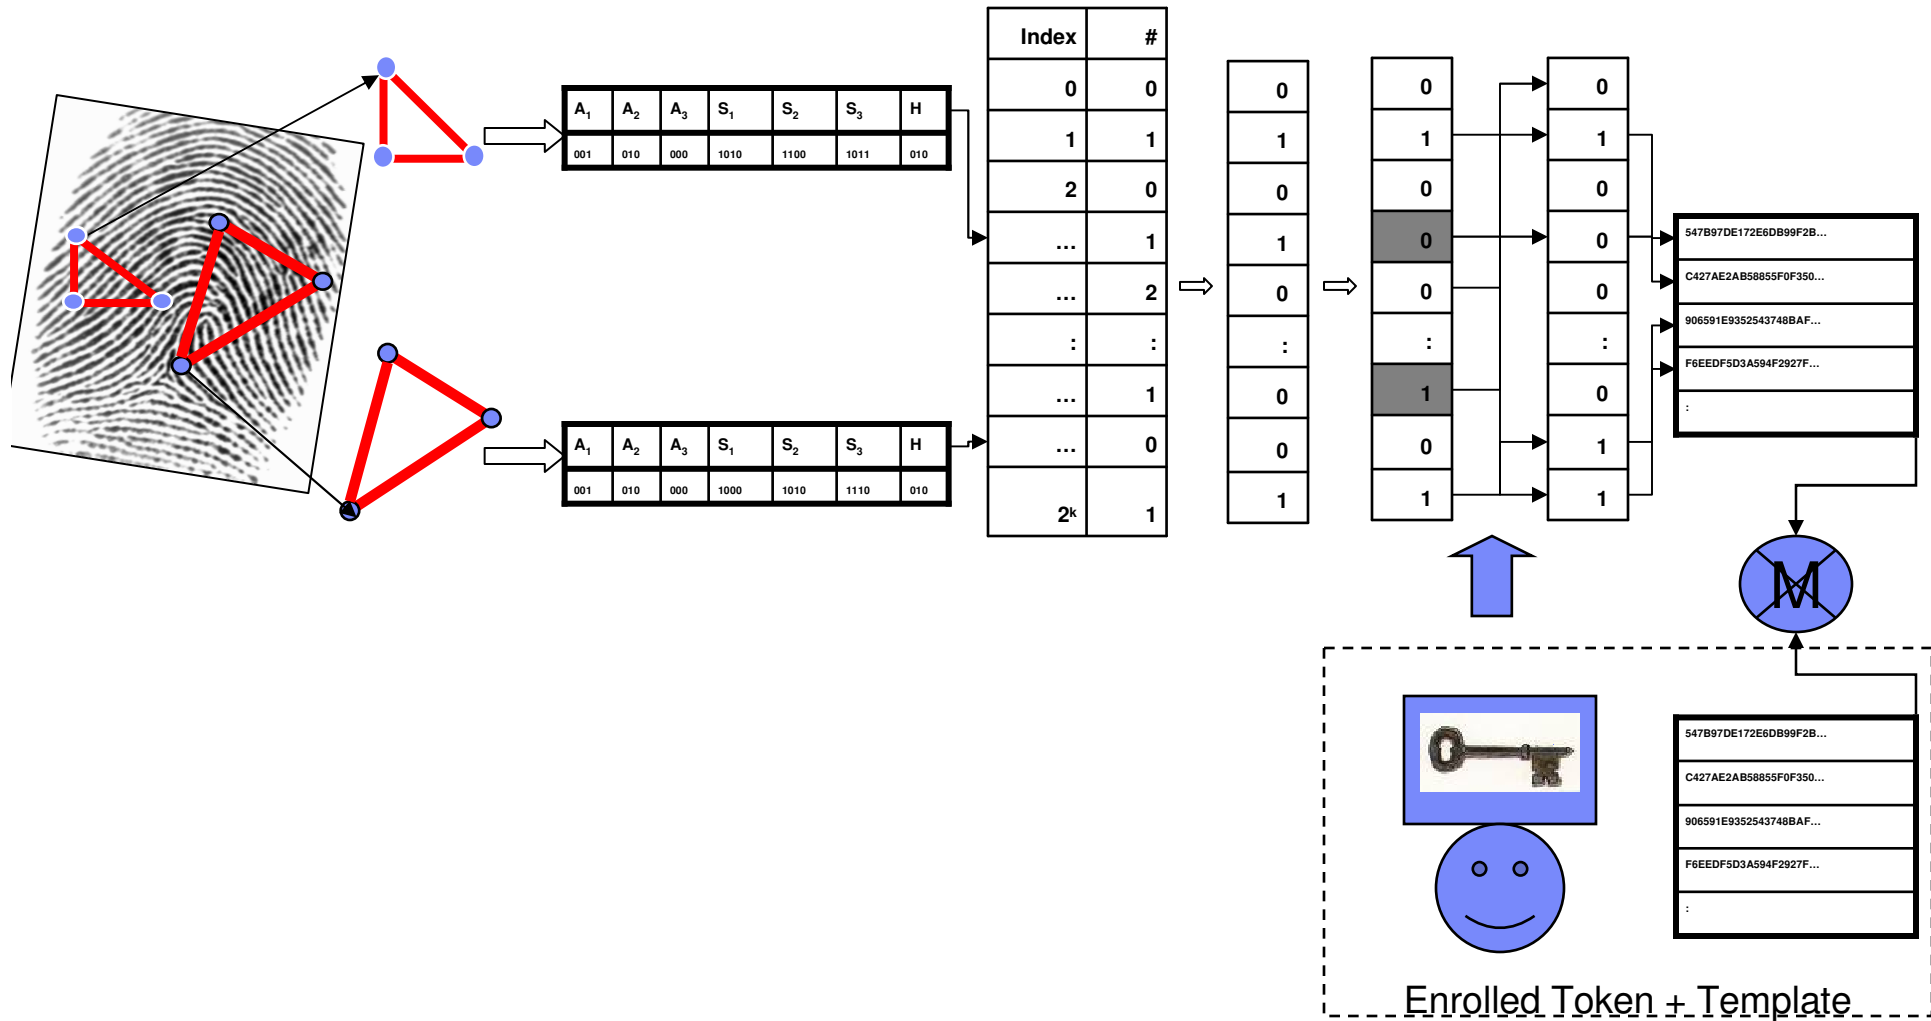 A1 A2 A3 S1 S2 S3 H
001 010 000 1010 1100 1011 010
A1 A2 A3 S1 S2 S3 H
001 010 000 1000 1010 1110 010
Index #
0 0
1 1
2 0
... 1
... 2
: :
... 1
... 0
2k 1
0
1
0
1
0
:
0
0
1
0
1
0
0
0
:
1
0
1
0
1
0
0
0
:
0
1
1
547B97DE172E6DB99F2B...
C427AE2AB58855F0F350...
906591E9352543748BAF...
F6EEDF5D3A594F2927F...
:
M
547B97DE172E6DB99F2B...
C427AE2AB58855F0F350...
906591E9352543748BAF...
F6EEDF5D3A594F2927F...
:
Enrolled Token + Template